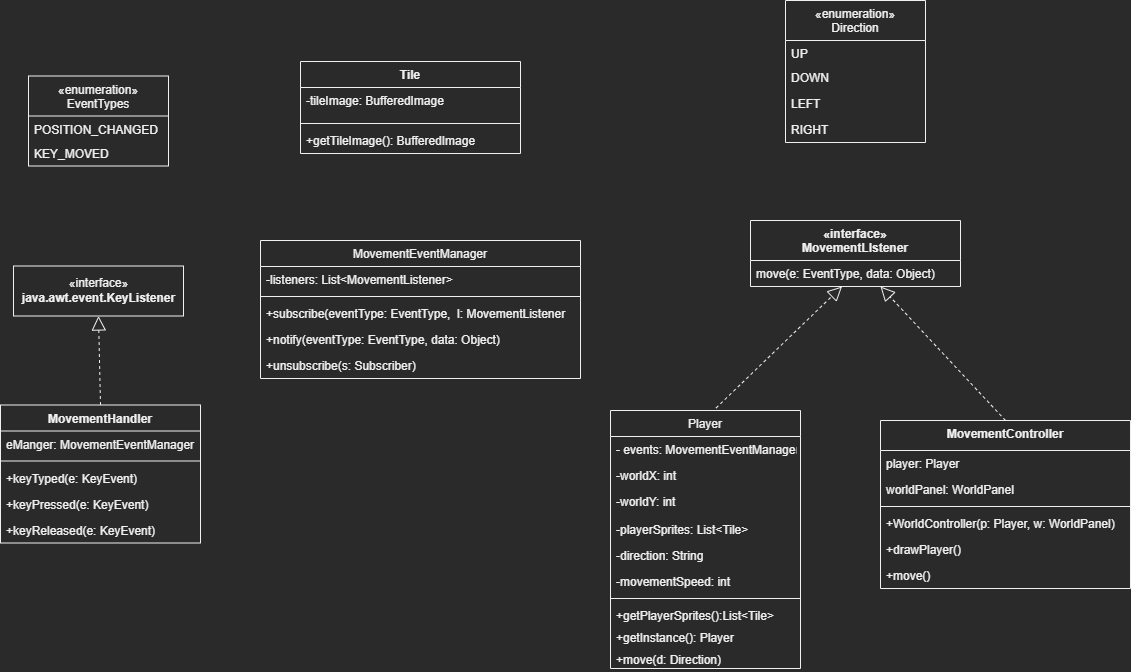 «enumeration»
Direction
UP
DOWN
LEFT
RIGHT
«enumeration»
EventTypes
POSITION_CHANGED
KEY_MOVED
Tile
-tileImage: BufferedImage
+getTileImage(): BufferedImage
«interface»
java.awt.event.KeyListener
MovementEventManager
-listeners: List<MovementListener>
+subscribe(eventType: EventType, l: MovementListener
+notify(eventType: EventType, data: Object)
+unsubscribe(s: Subscriber)
«interface»
MovementLIstener
move(e: EventType, data: Object)
MovementHandler
eManger: MovementEventManager
+keyTyped(e: KeyEvent)
+keyPressed(e: KeyEvent)
+keyReleased(e: KeyEvent)
Player
- events: MovementEventManager
-worldX: int
-worldY: int
-playerSprites: List<Tile>
-direction: String
-movementSpeed: int
+getPlayerSprites():List<Tile>
+getInstance(): Player
+move(d: Direction)
MovementController
player: Player
worldPanel: WorldPanel
+WorldController(p: Player, w: WorldPanel)
+drawPlayer()
+move()